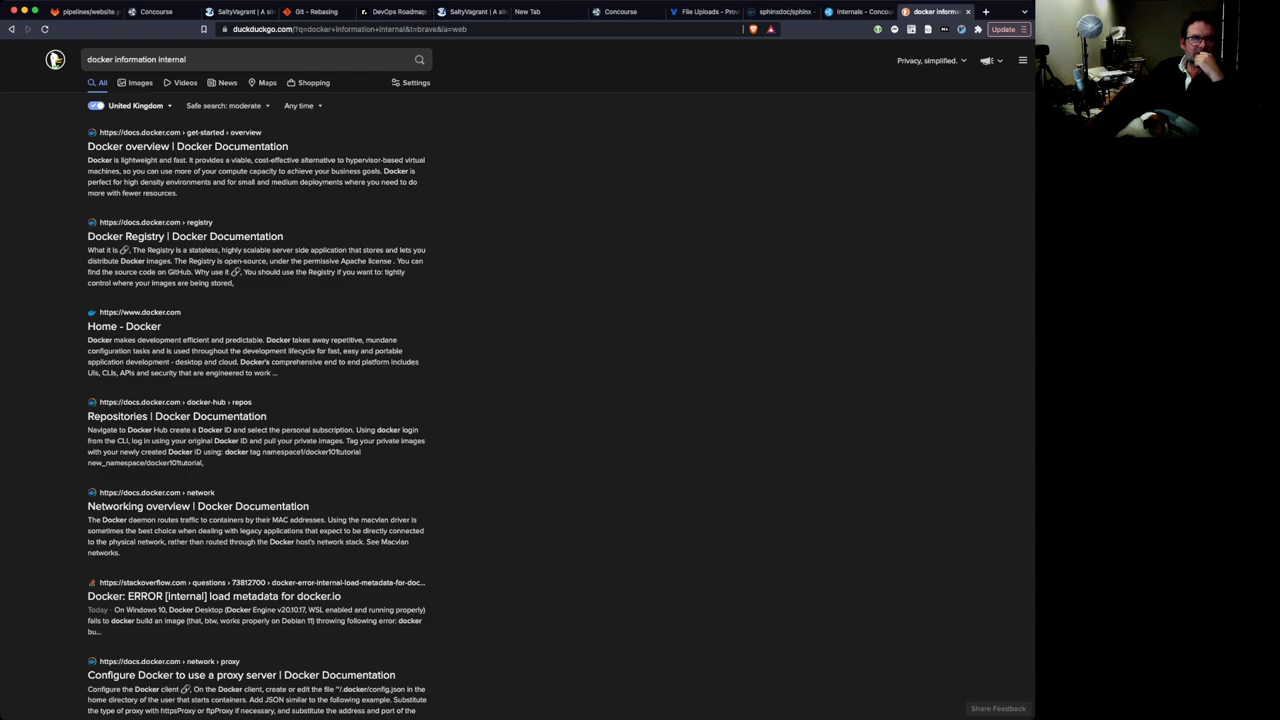 pipelines/website.y
Concourse
SaltyVagrant | A si
Git - Rebasing
DevOps Roadmap
SaltyVagrant | A si
New Tab
Concourse
File Uploads - Prov
sphinxdoc/sphinx -
Internals - Concou
docker informat
duckduckgo.com/?q=docker+information+internal&t=brave&ia=web
Update
docker information internal
Privacy, simplified.
All
Images
Videos
News
Maps
Shopping
Settings
United Kingdom
Safe search: moderate
Any time
https://docs.docker.com › get-started › overview
Docker overview | Docker Documentation
Docker is lightweight and fast. It provides a viable, cost-effective alternative to hypervisor-based virtual
machines, so you can use more of your compute capacity to achieve your business goals. Docker is
perfect for high density environments and for small and medium deployments where you need to do
more with fewer resources.
https://docs.docker.com › registry
Docker Registry | Docker Documentation
What it is 🔗, The Registry is a stateless, highly scalable server side application that stores and lets you
distribute Docker images. The Registry is open-source, under the permissive Apache license . You can
find the source code on GitHub. Why use it 🔗, You should use the Registry if you want to: tightly
control where your images are being stored,
https://www.docker.com
Home - Docker
Docker makes development efficient and predictable. Docker takes away repetitive, mundane
configuration tasks and is used throughout the development lifecycle for fast, easy and portable
application development - desktop and cloud. Docker's comprehensive end to end platform includes
UIs, CLIs, APIs and security that are engineered to work ...
https://docs.docker.com › docker-hub › repos
Repositories | Docker Documentation
Navigate to Docker Hub create a Docker ID and select the personal subscription. Using docker login
from the CLI, log in using your original Docker ID and pull your private images. Tag your private images
with your newly created Docker ID using: docker tag namespace1/docker101tutorial
new_namespace/docker101tutorial,
https://docs.docker.com › network
Networking overview | Docker Documentation
The Docker daemon routes traffic to containers by their MAC addresses. Using the macvlan driver is
sometimes the best choice when dealing with legacy applications that expect to be directly connected
to the physical network, rather than routed through the Docker host's network stack. See Macvlan
networks.
https://stackoverflow.com › questions › 73812700 › docker-error-internal-load-metadata-for-doc...
Docker: ERROR [internal] load metadata for docker.io
Today · On Windows 10, Docker Desktop (Docker Engine v20.10.17, WSL enabled and running properly)
fails to docker build an image (that, btw, works properly on Debian 11) throwing following error: docker
bu...
https://docs.docker.com › network › proxy
Configure Docker to use a proxy server | Docker Documentation
Configure the Docker client 🔗, On the Docker client, create or edit the file ~/.docker/config.json in the
home directory of the user that starts containers. Add JSON similar to the following example. Substitute
the type of proxy with httpsProxy or ftpProxy if necessary, and substitute the address and port of the
Share Feedback